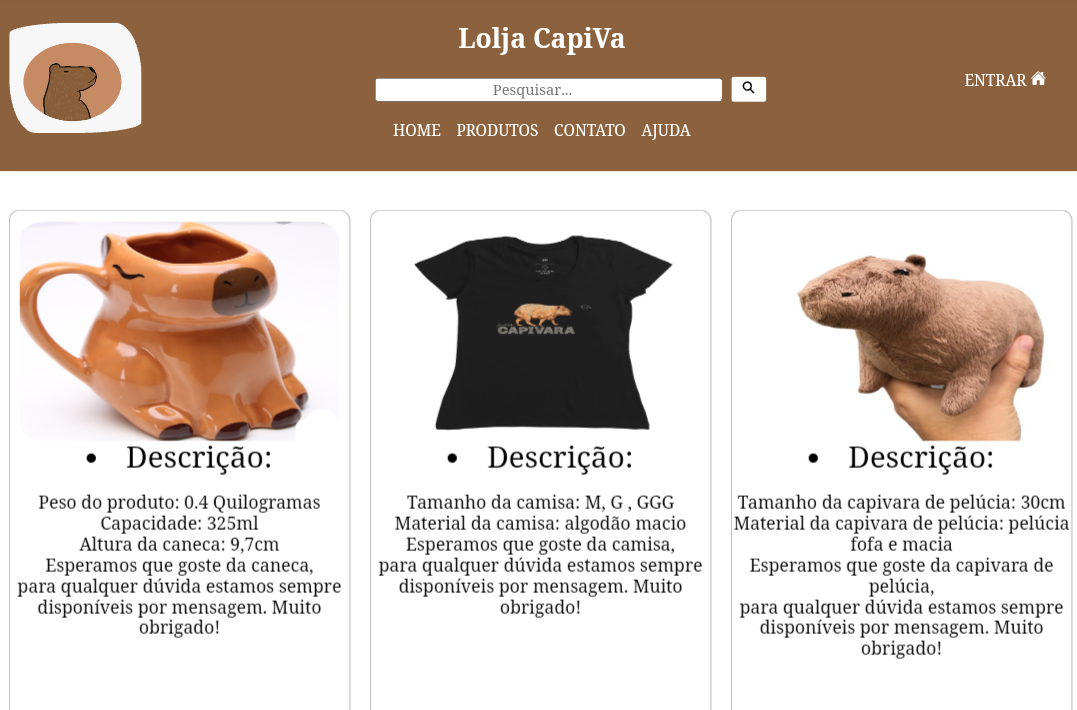 Lolja CapiVa
Pesquisar...
ENTRAR
HOME PRODUTOS CONTATO AJUDA
CAPIVARA
Descrição:
Peso do produto: 0.4 Quilogramas
Capacidade: 325ml
Altura da caneca: 9,7cm
Esperamos que goste da caneca,
para qualquer dúvida estamos sempre
disponíveis por mensagem. Muito
obrigado!
Descrição:
Tamanho da camisa: M, G , GGG
Material da camisa: algodão macio
Esperamos que goste da camisa,
para qualquer dúvida estamos sempre
disponíveis por mensagem. Muito
obrigado!
Descrição:
Tamanho da capivara de pelúcia: 30cm
Material da capivara de pelúcia: pelúcia
fofa e macia
Esperamos que goste da capivara de
pelúcia,
para qualquer dúvida estamos sempre
disponíveis por mensagem. Muito
obrigado!